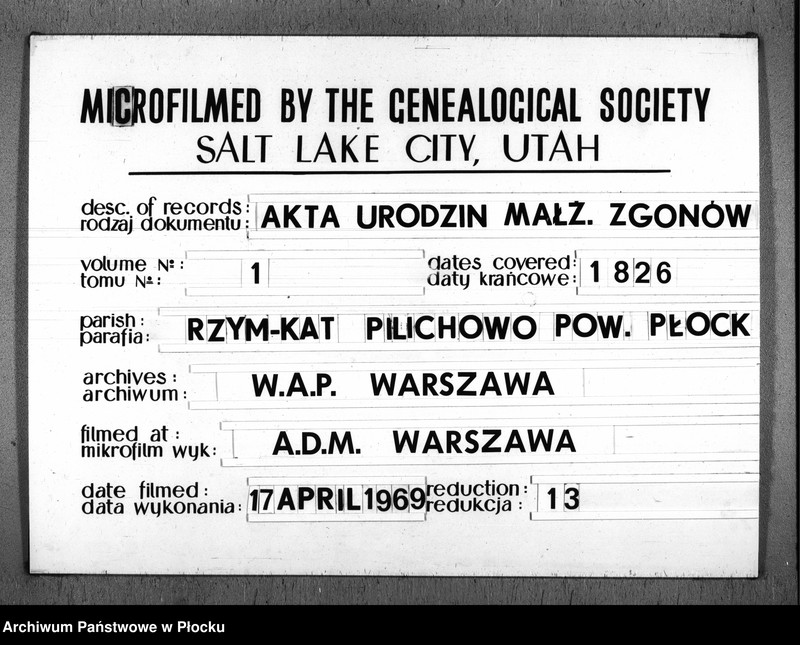 MICROFILMED BY THE GENEALOGICAL SOCIETY
SALT LAKE CITY, UTAH
desc. of records:
rodzaj dokumentu: AKTA URODZIN MAŁŻ. ZGONÓW
volume №:
tomu №: 1
dates covered:
daty krańcowe: 1826
parish:
parafia: RZYM-KAT PILICHOWO POW. PŁOCK
archives:
archiwum: W.A.P. WARSZAWA
filmed at:
mikrofilm wyk: A.D.M. WARSZAWA
date filmed:
data wykonania: 17 APRIL 1969
reduction:
redukcja: 13
Archiwum Państwowe w Płocku